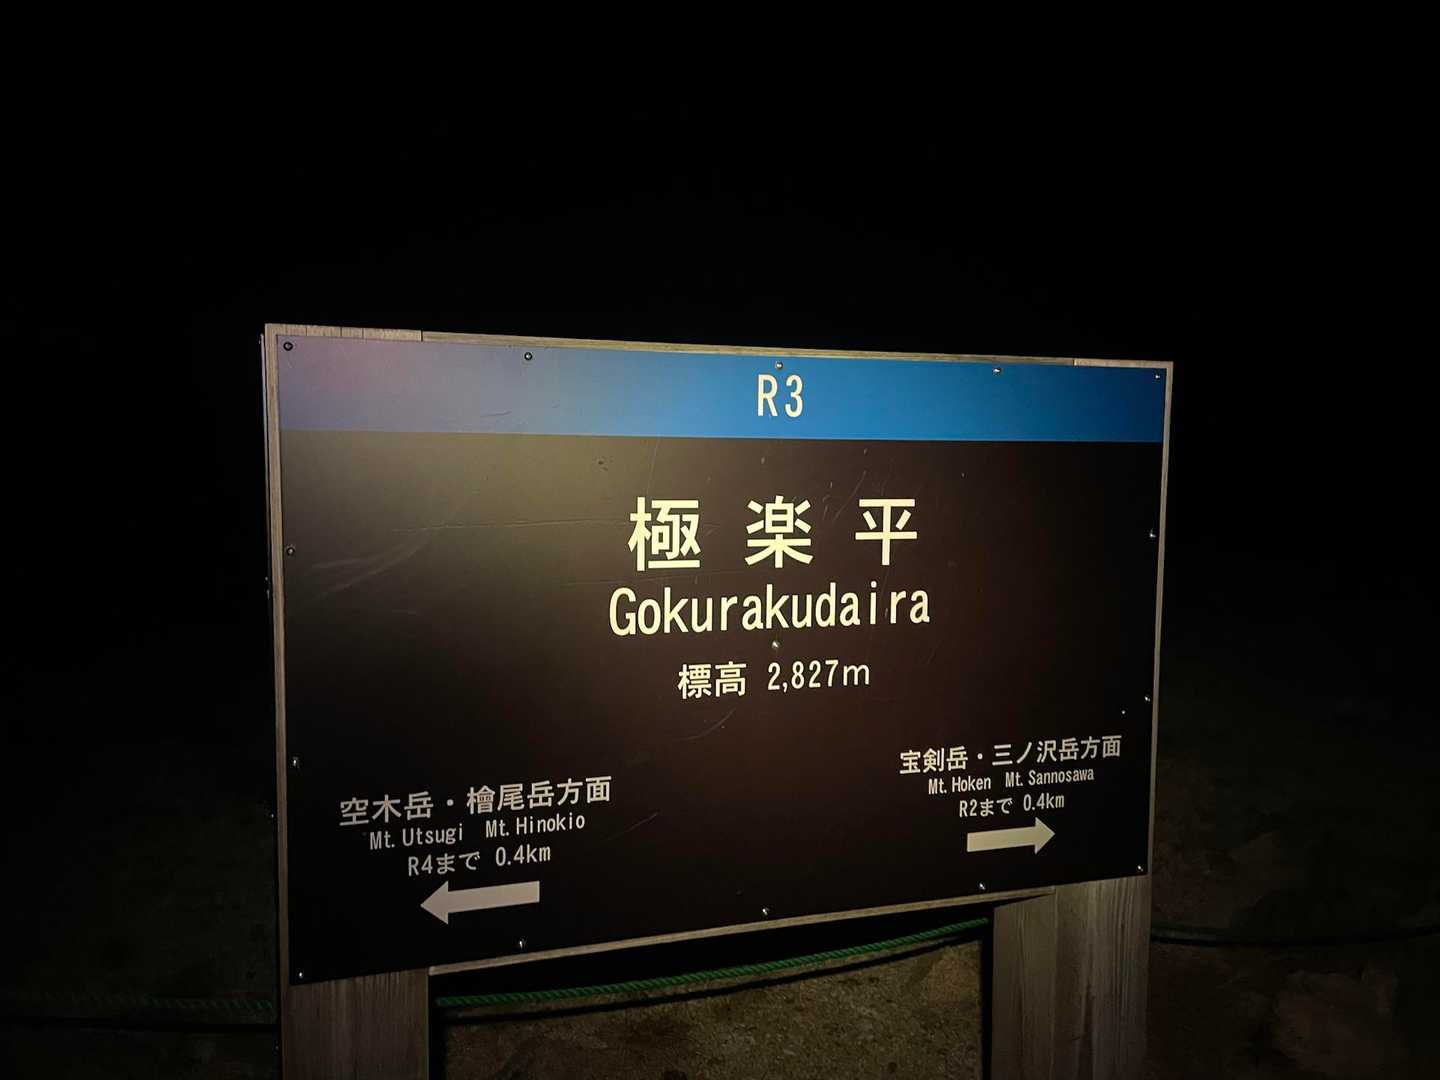 R3
極楽平
Gokurakudaira
標高 2,827m
空木岳・檜尾岳方面
Mt. Utsugi Mt. Hinokio
R4まで 0.4km
宝剣岳・三ノ沢岳方面
Mt. Hoken Mt. Sannosawa
R2まで 0.4km